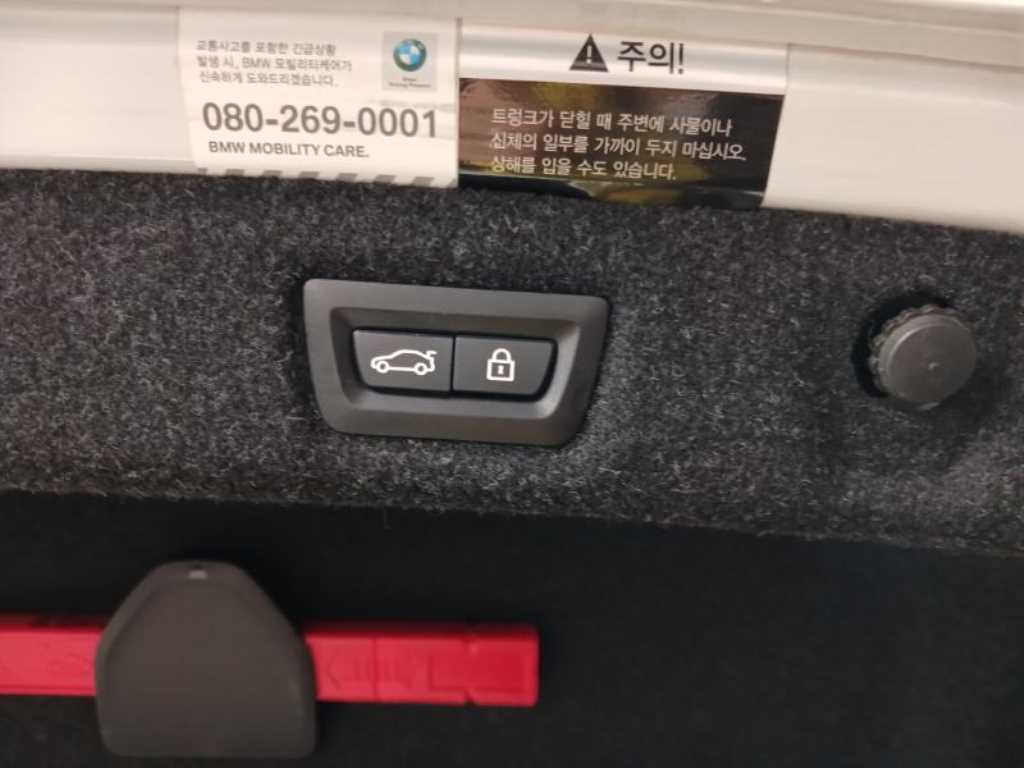 교통사고를 포함한 긴급상황
발생 시, BMW 모빌리티케어가
신속하게 도와드리겠습니다.
080-269-0001
BMW MOBILITY CARE.
주의!
트렁크가 닫힐 때 주변에 사물이나
신체의 일부를 가까이 두지 마십시오.
상해를 입을 수도 있습니다.